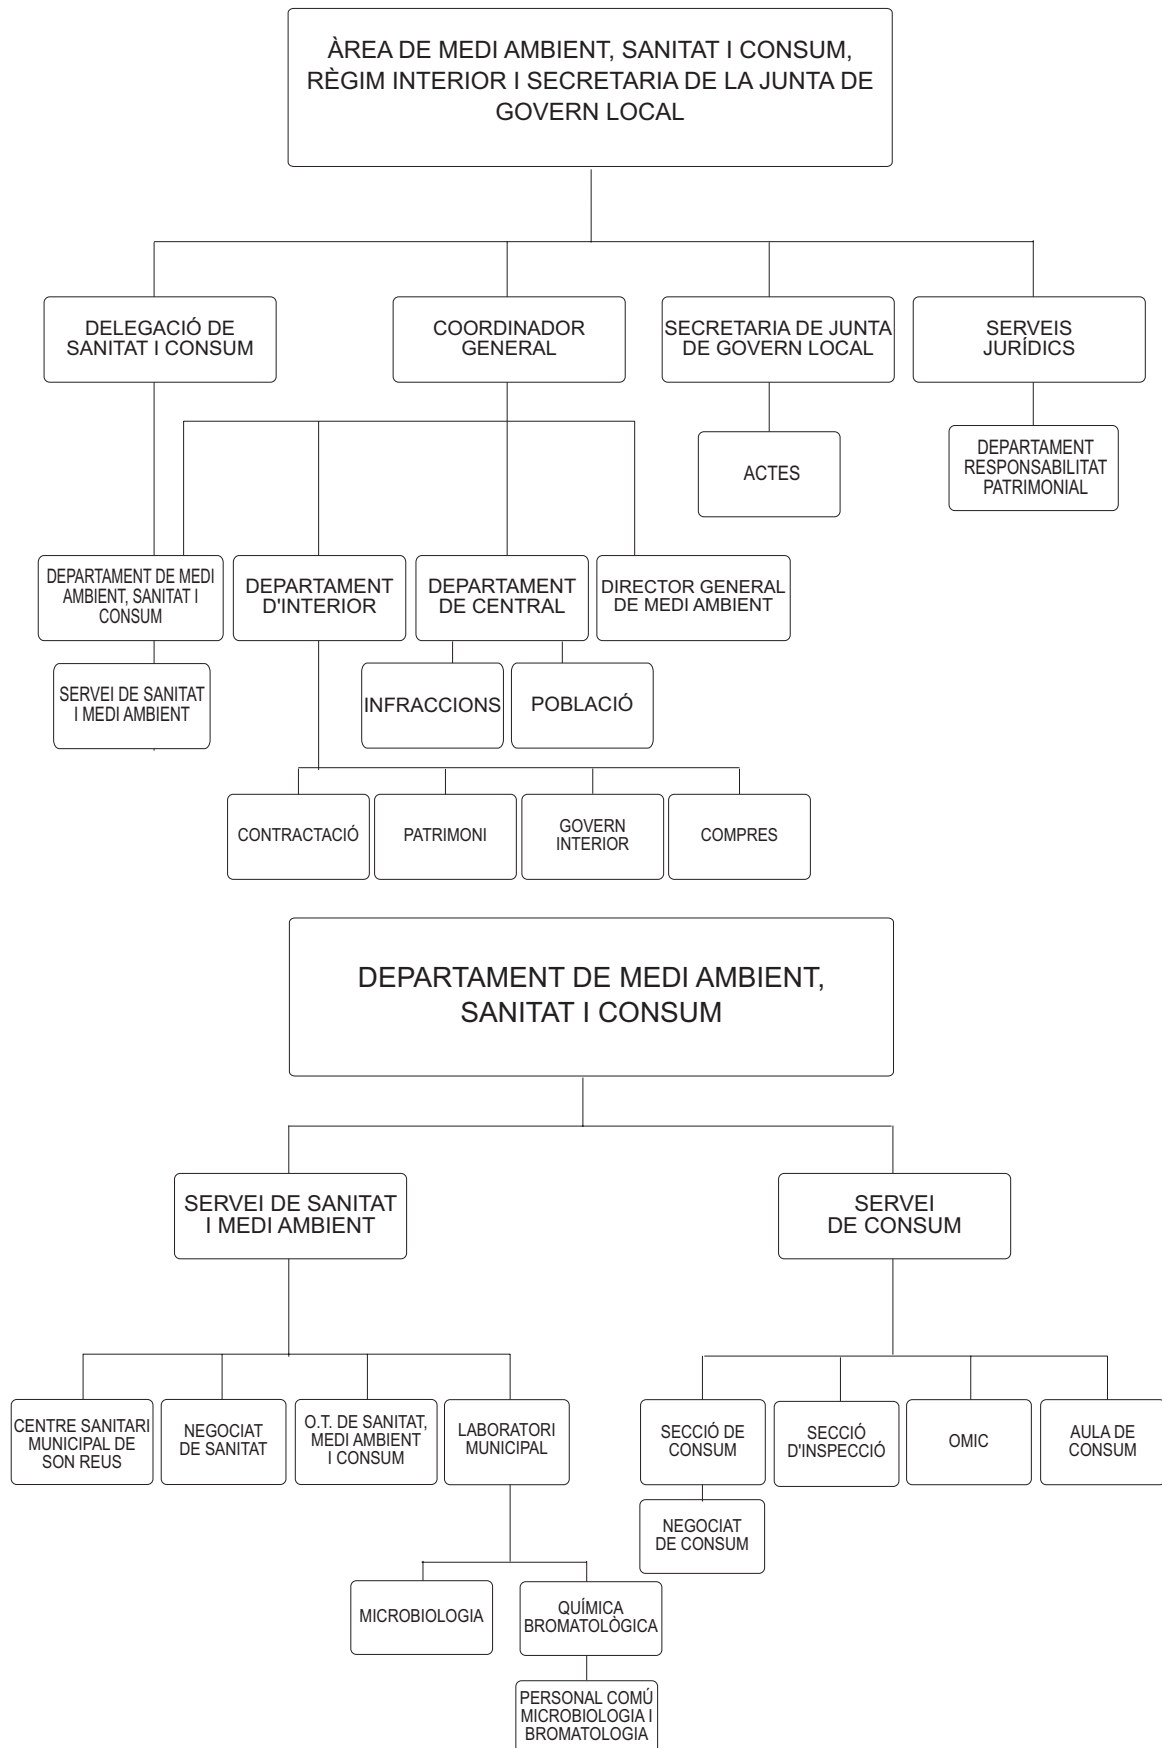 ÀREA DE MEDI AMBIENT, SANITAT I CONSUM,
RÈGIM INTERIOR I SECRETARIA DE LA JUNTA DE
GOVERN LOCAL
DELEGACIÓ DE
SANITAT I CONSUM
COORDINADOR
GENERAL
SECRETARIA DE JUNTA
DE GOVERN LOCAL
SERVEIS
JURÍDICS
ACTES
DEPARTAMENT
RESPONSABILITAT
PATRIMONIAL
DEPARTAMENT DE MEDI
AMBIENT, SANITAT I
CONSUM
DEPARTAMENT
D'INTERIOR
DEPARTAMENT
DE CENTRAL
DIRECTOR GENERAL
DE MEDI AMBIENT
SERVEI DE SANITAT
I MEDI AMBIENT
INFRACCIONS
POBLACIÓ
CONTRACTACIÓ
PATRIMONI
GOVERN
INTERIOR
COMPRES
DEPARTAMENT DE MEDI AMBIENT,
SANITAT I CONSUM
SERVEI DE SANITAT
I MEDI AMBIENT
SERVEI
DE CONSUM
CENTRE SANITARI
MUNICIPAL DE
SON REUS
NEGOCIAT
DE SANITAT
O.T. DE SANITAT,
MEDI AMBIENT
I CONSUM
LABORATORI
MUNICIPAL
SECCIÓ DE
CONSUM
SECCIÓ
D'INSPECCIÓ
OMIC
AULA DE
CONSUM
NEGOCIAT
DE CONSUM
MICROBIOLOGIA
QUÍMICA
BROMATOLÒGICA
PERSONAL COMÚ
MICROBIOLOGIA I
BROMATOLOGIA